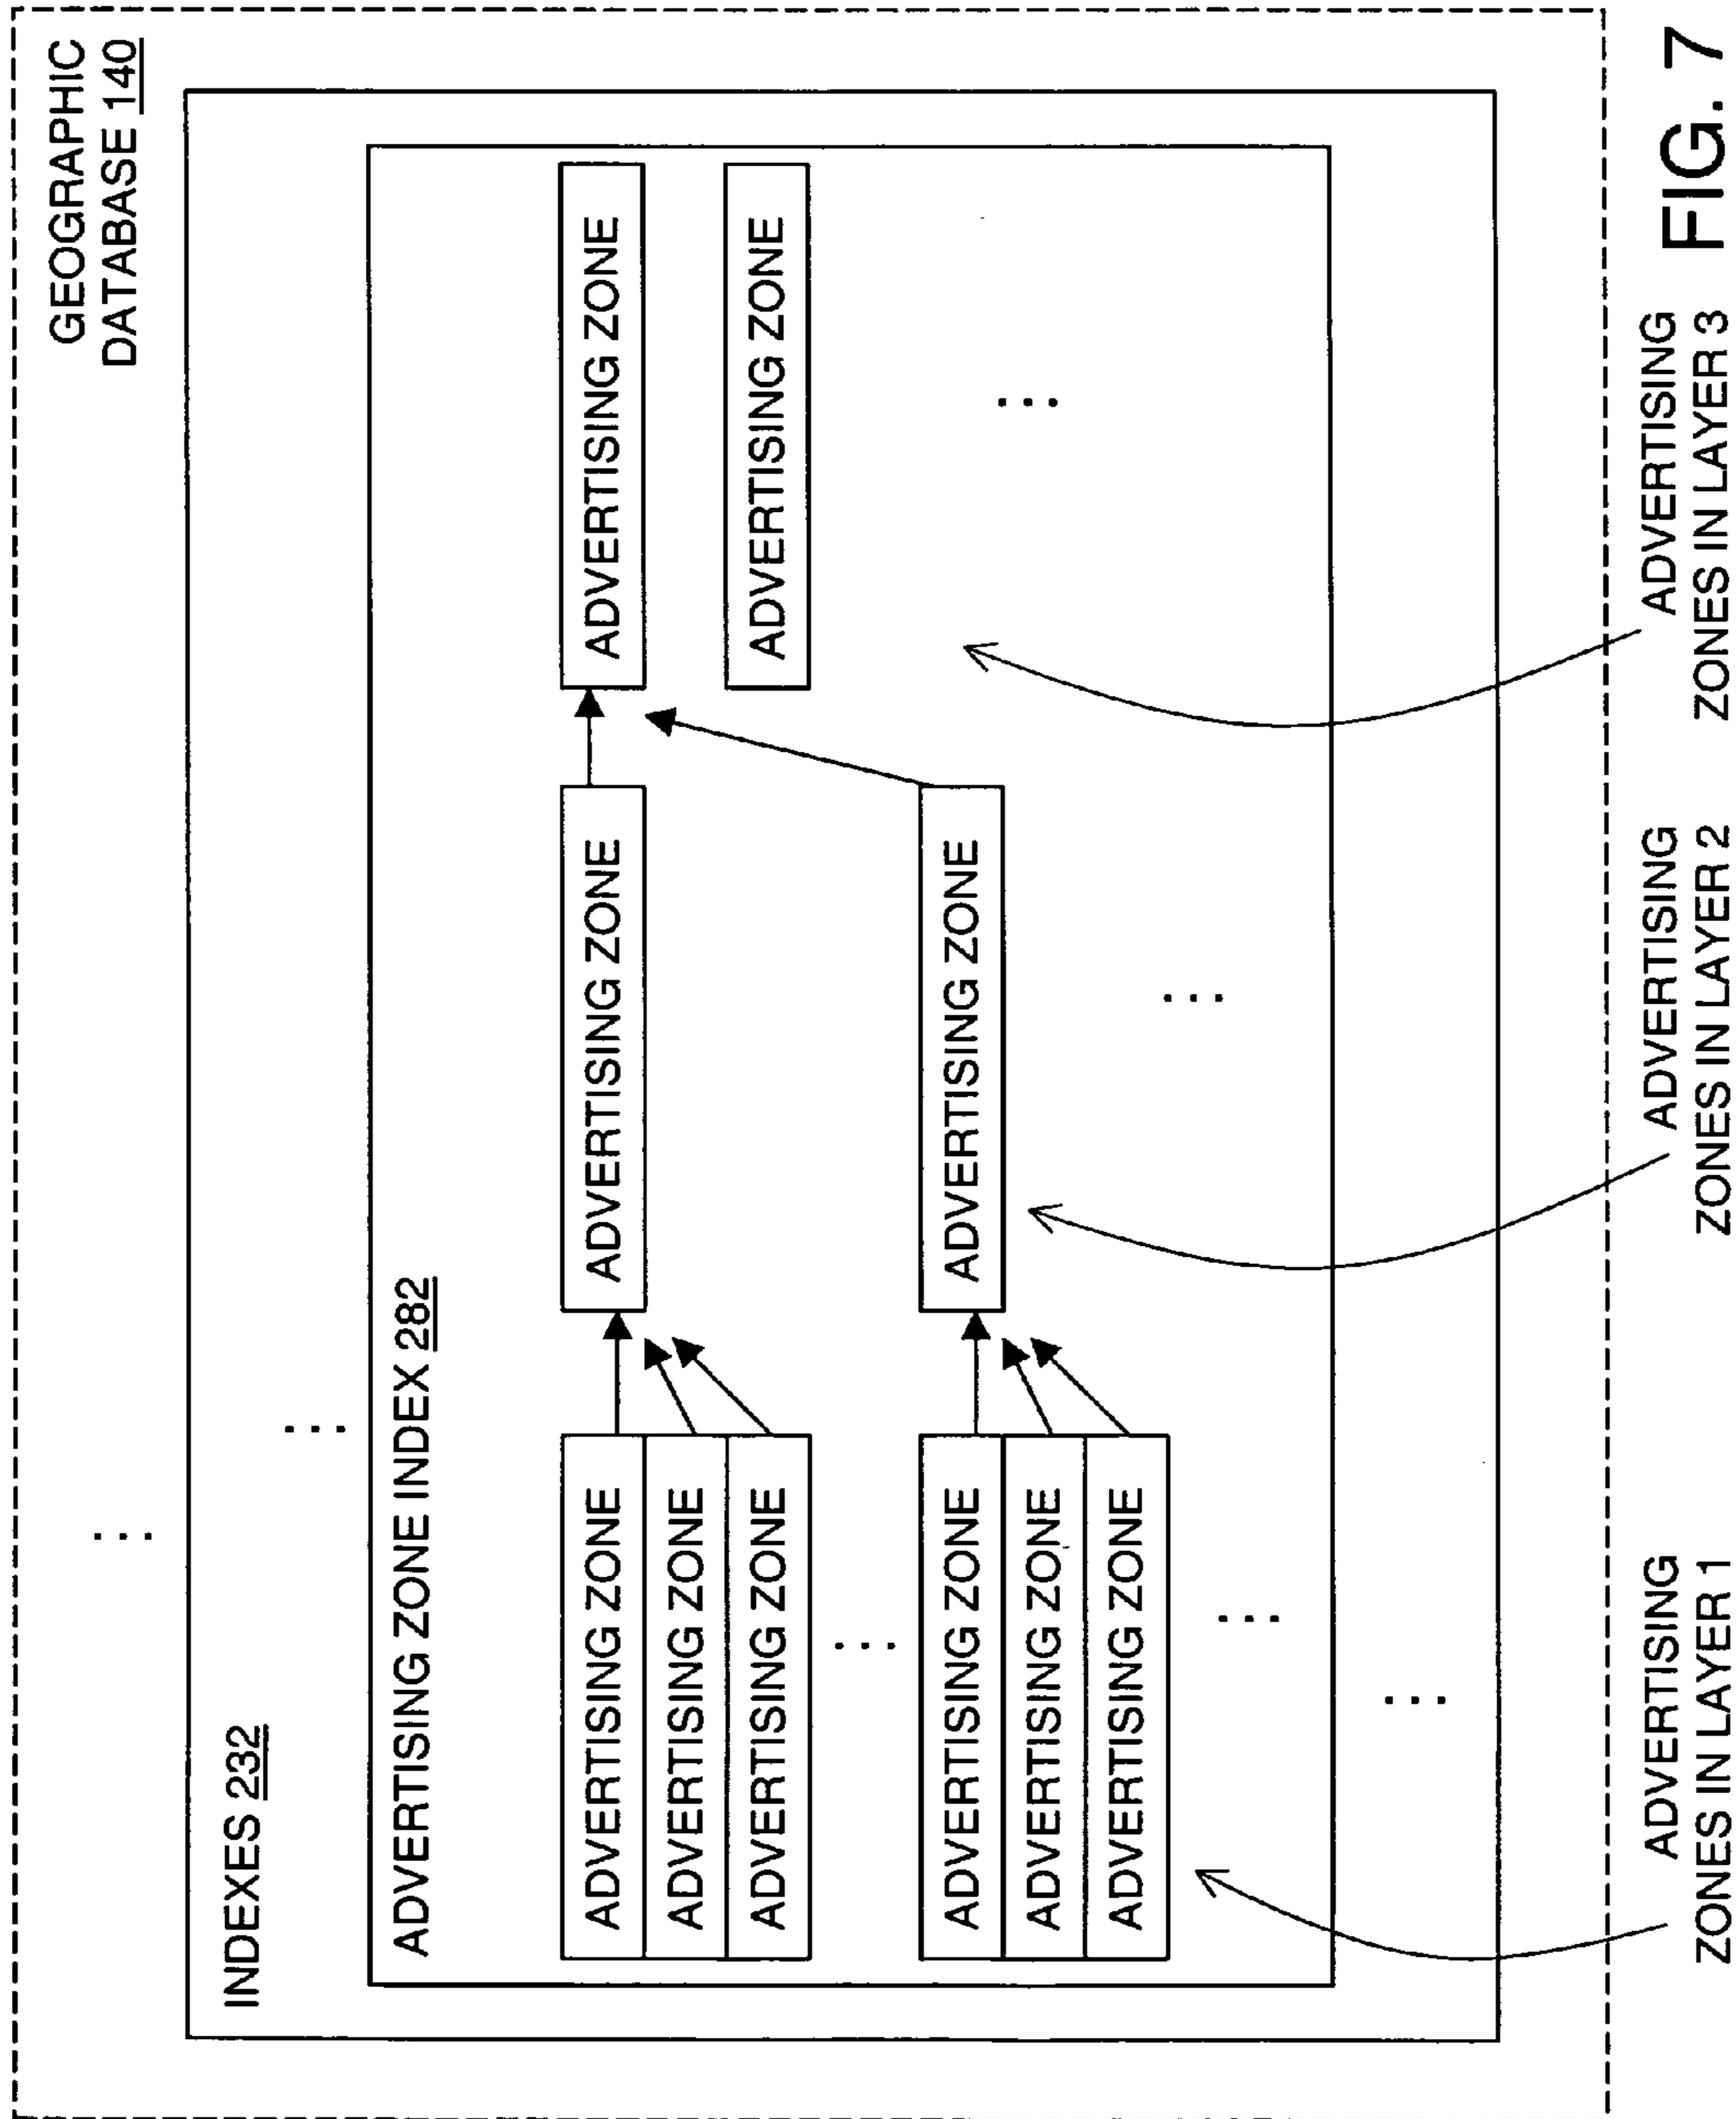 GEOGRAPHIC
DATABASE 140
...
INDEXES 232
...
ADVERTISING ZONE INDEX 282
ADVERTISING ZONE
ADVERTISING ZONE
ADVERTISING ZONE
...
ADVERTISING ZONE
ADVERTISING ZONE
ADVERTISING ZONE
...
ADVERTISING ZONE
ADVERTISING ZONE
...
ADVERTISING ZONE
ADVERTISING ZONE
...
...
ADVERTISING
ZONES IN LAYER 1
ADVERTISING
ZONES IN LAYER 2
ADVERTISING
ZONES IN LAYER 3
FIG. 7